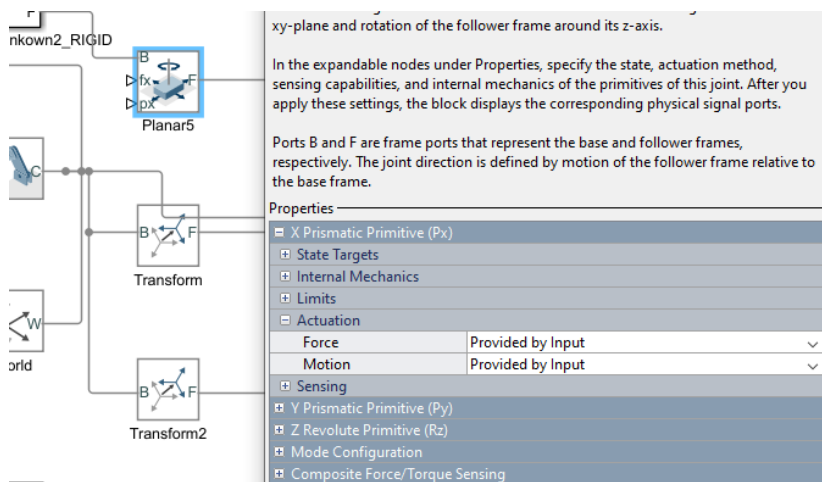 nkown2_RIGID
B
fx
F
px
Planar5
C
B
F
Transform
W
orld
B
F
Transform2
xy-plane and rotation of the follower frame around its z-axis.
In the expandable nodes under Properties, specify the state, actuation method,
sensing capabilities, and internal mechanics of the primitives of this joint. After you
apply these settings, the block displays the corresponding physical signal ports.
Ports B and F are frame ports that represent the base and follower frames,
respectively. The joint direction is defined by motion of the follower frame relative to
the base frame.
Properties
X Prismatic Primitive (Px)
State Targets
Internal Mechanics
Limits
Actuation
Force Provided by Input
Motion Provided by Input
Sensing
Y Prismatic Primitive (Py)
Z Revolute Primitive (Rz)
Mode Configuration
Composite Force/Torque Sensing